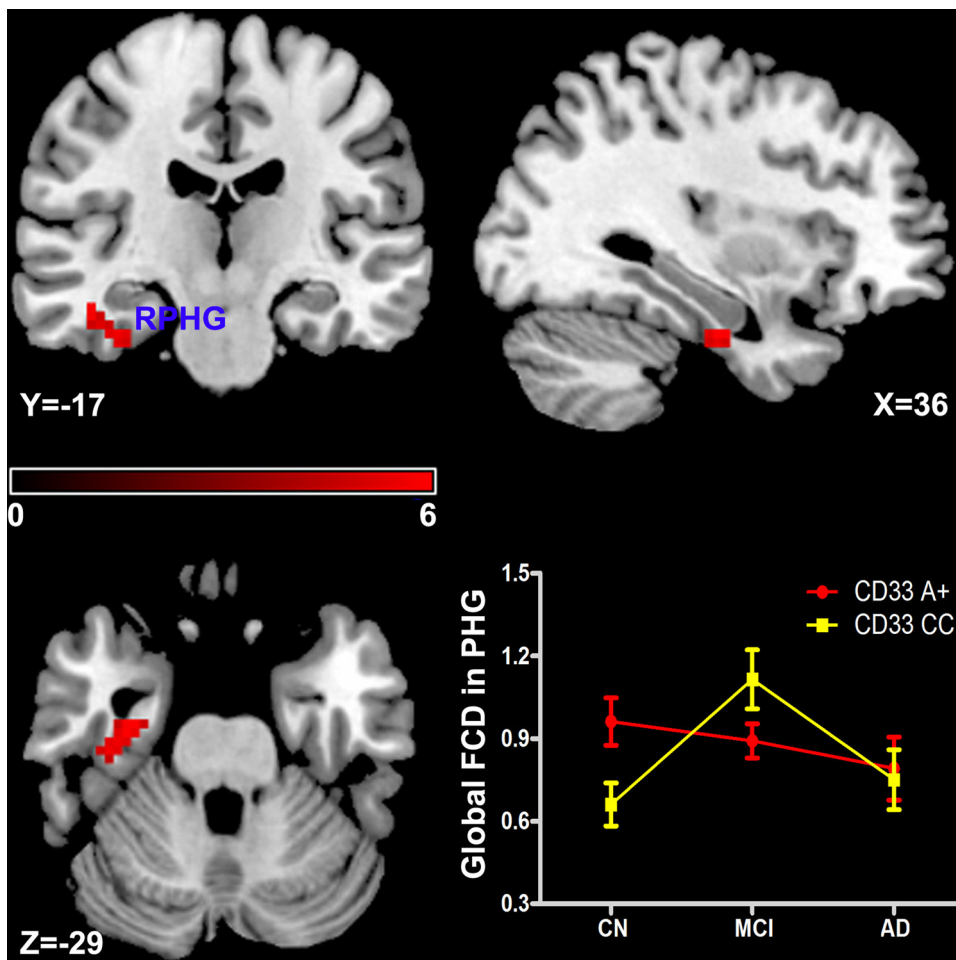 RPHG
Y=-17
X=36
0
6
Z=-29
Global FCD in PHG
1.5
1.2
0.9
0.6
0.3
CD33 A+
CD33 CC
CN
MCI
AD